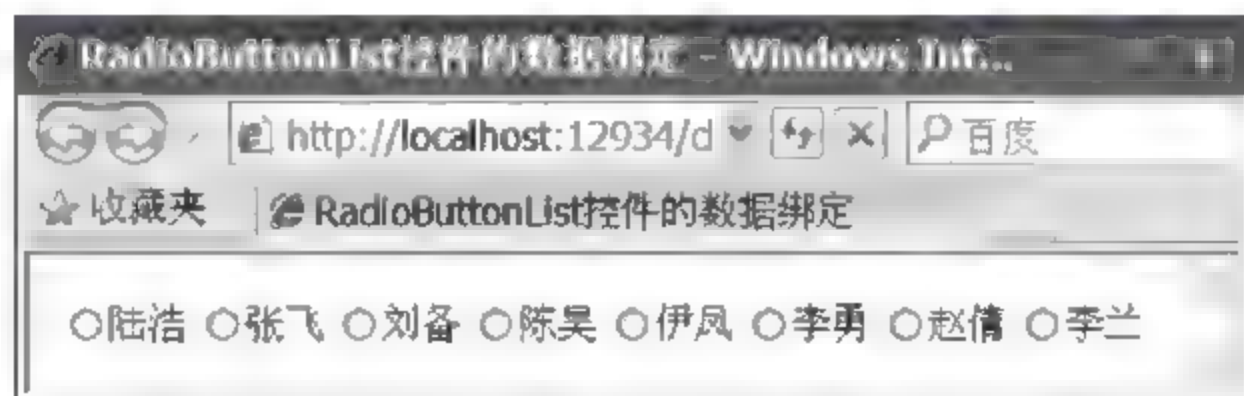 RadioButtonList控件的数据绑定 - Windows Int...
http://localhost:12934/d 百度
收藏夹 RadioButtonList控件的数据绑定
陆洁 张飞 刘备 陈昊 伊凤 李勇 赵倩 季兰